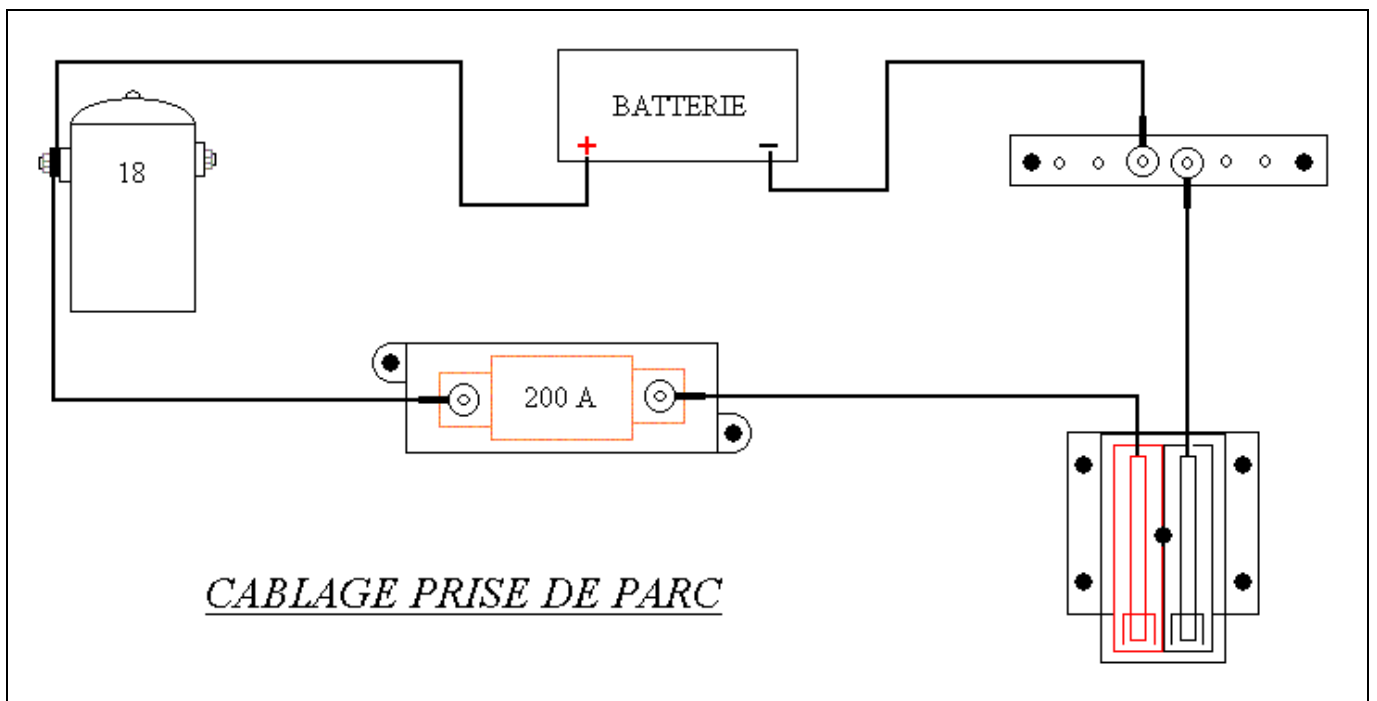 BATTERIE
+ -
18
200 A
CABLAGE PRISE DE PARC